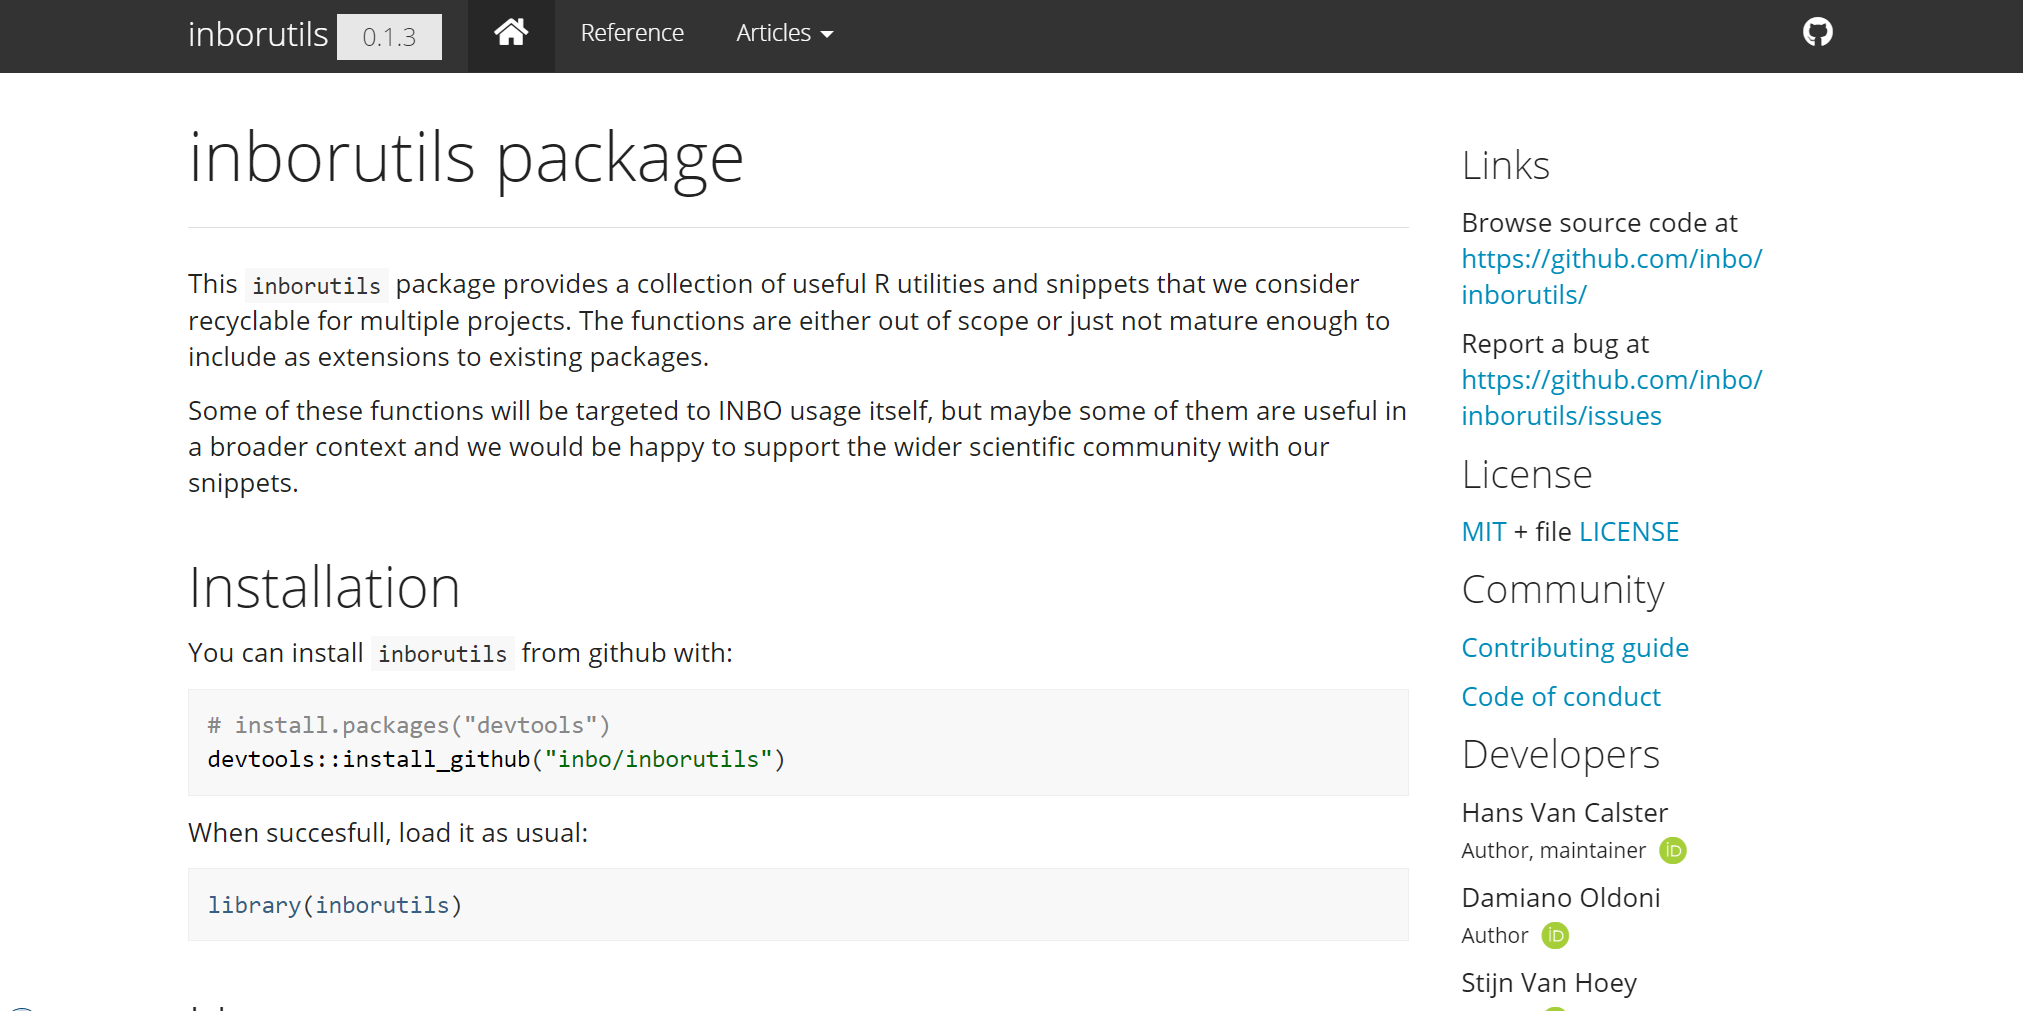 inborutils 0.1.3 Reference Articles
inborutils package
This inborutils package provides a collection of useful R utilities and snippets that we consider
recyclable for multiple projects. The functions are either out of scope or just not mature enough to
include as extensions to existing packages.
Some of these functions will be targeted to INBO usage itself, but maybe some of them are useful in
a broader context and we would be happy to support the wider scientific community with our
snippets.
Installation
You can install inborutils from github with:
# install.packages("devtools")
devtools::install_github("inbo/inborutils")
When succesfull, load it as usual:
library(inborutils)
Links
Browse source code at
https://github.com/inbo/
inborutils/
Report a bug at
https://github.com/inbo/
inborutils/issues
License
MIT + file LICENSE
Community
Contributing guide
Code of conduct
Developers
Hans Van Calster
Author, maintainer iD
Damiano Oldoni
Author iD
Stijn Van Hoey